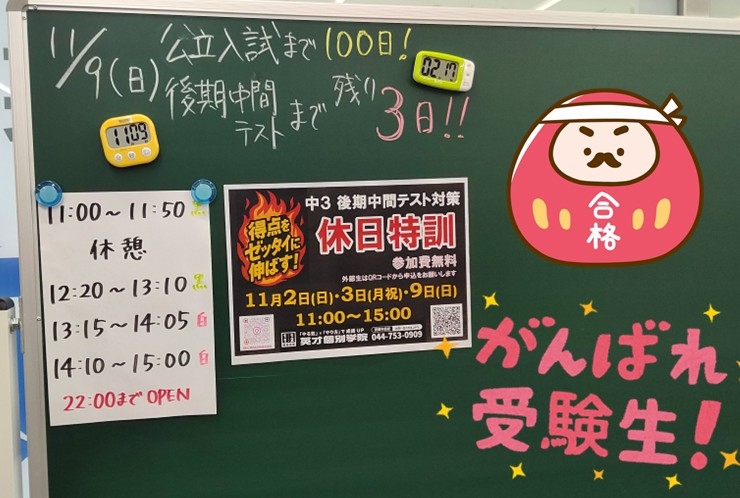 11/9(日)
公立入試まで100日!
後期中間テストまで 残り3日!!
1109
02.17
11:00~11:50 黒
休憩
12:20~13:10 黒
13:15~14:05 白
14:10~15:00 白
22:00まで OPEN
中3 後期中間テスト対策
得点を
ゼッタイに
伸ばす!
休日特訓
参加費無料
外部生はQRコードから申込をお願いします
11月2日(日)・3日(月祝)・9日(日)
11:00~15:00
英才個別学院
044-753-0909
合格
がんばれ
受験生!